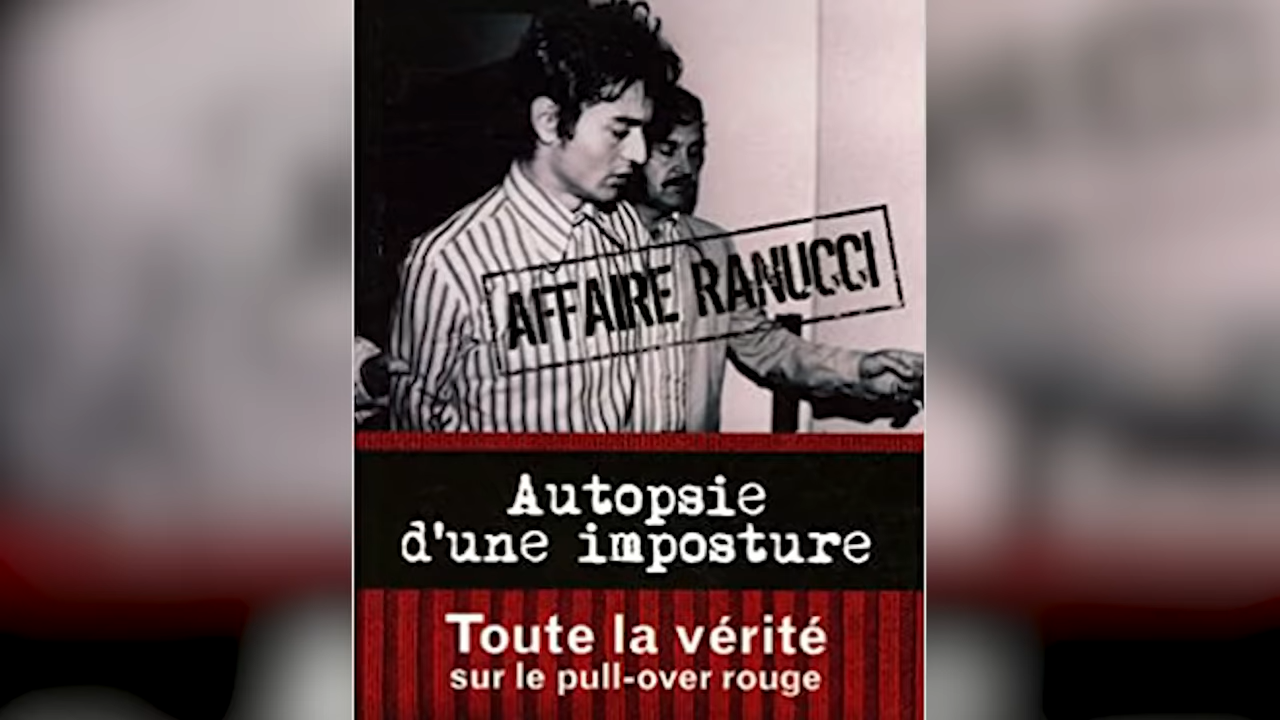 AFFAIRE RANUCCI
Autopsie
d'une imposture
Toute la vérité
sur le pull-over rouge